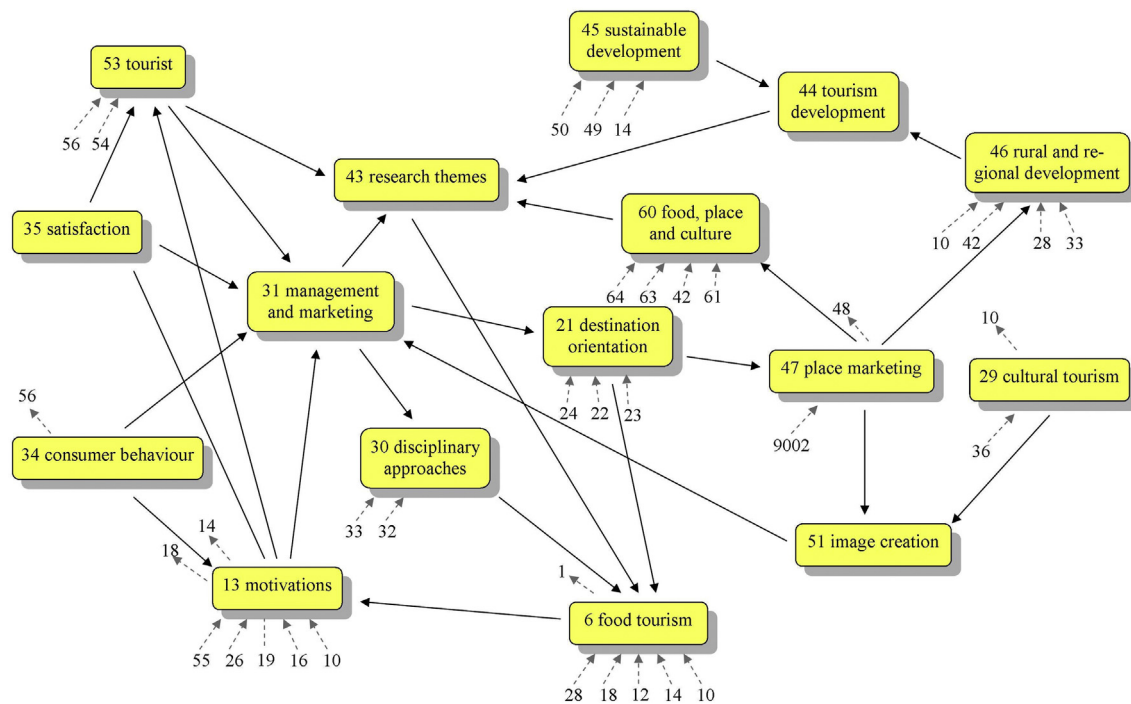 45 sustainable
development
53 tourist
44 tourism
development
56
54
50
49
14
46 rural and re-
gional development
43 research themes
60 food, place
and culture
35 satisfaction
10
42
28
33
31 management
and marketing
64
63
42
61
48
10
21 destination
orientation
47 place marketing
29 cultural tourism
56
24
22
23
9002
36
34 consumer behaviour
30 disciplinary
approaches
33
32
14
18
51 image creation
1
13 motivations
6 food tourism
55
26
19
16
10
28
18
12
14
10